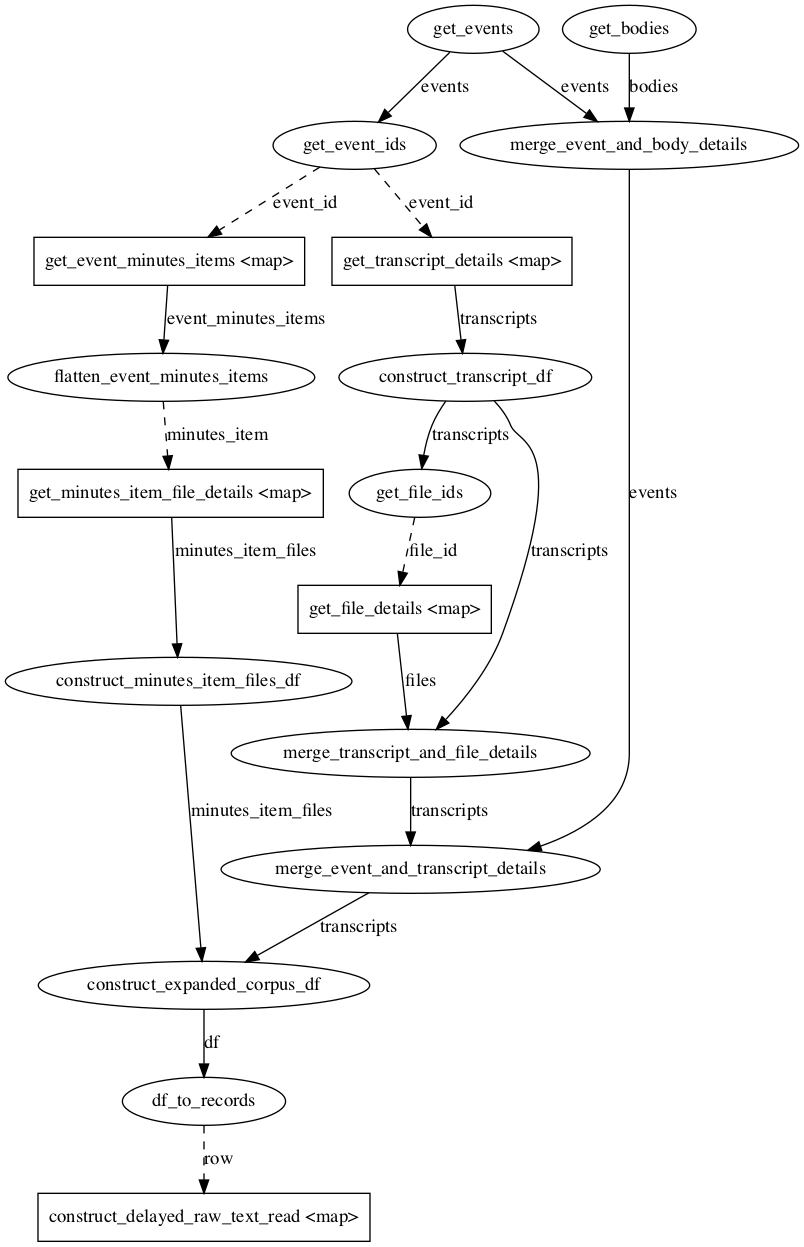 get_events
get_bodies
events
events
bodies
get_event_ids
merge_event_and_body_details
event_id
event_id
get_event_minutes_items <map>
get_transcript_details <map>
event_minutes_items
transcripts
flatten_event_minutes_items
construct_transcript_df
minutes_item
transcripts
get_minutes_item_file_details <map>
get_file_ids
events
minutes_item_files
file_id
transcripts
get_file_details <map>
construct_minutes_item_files_df
files
merge_transcript_and_file_details
minutes_item_files
transcripts
merge_event_and_transcript_details
transcripts
construct_expanded_corpus_df
df
df_to_records
row
construct_delayed_raw_text_read <map>